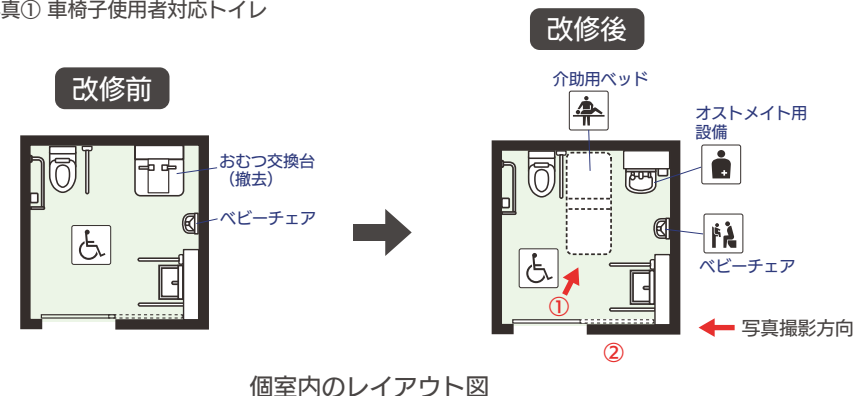 真① 車椅子使用者対応トイレ
改修後
改修前
介助用ベッド
オストメイト用
設備
おむつ交換台
（撤去）
ベビーチェア
ベビーチェア
①
写真撮影方向
②
個室内のレイアウト図